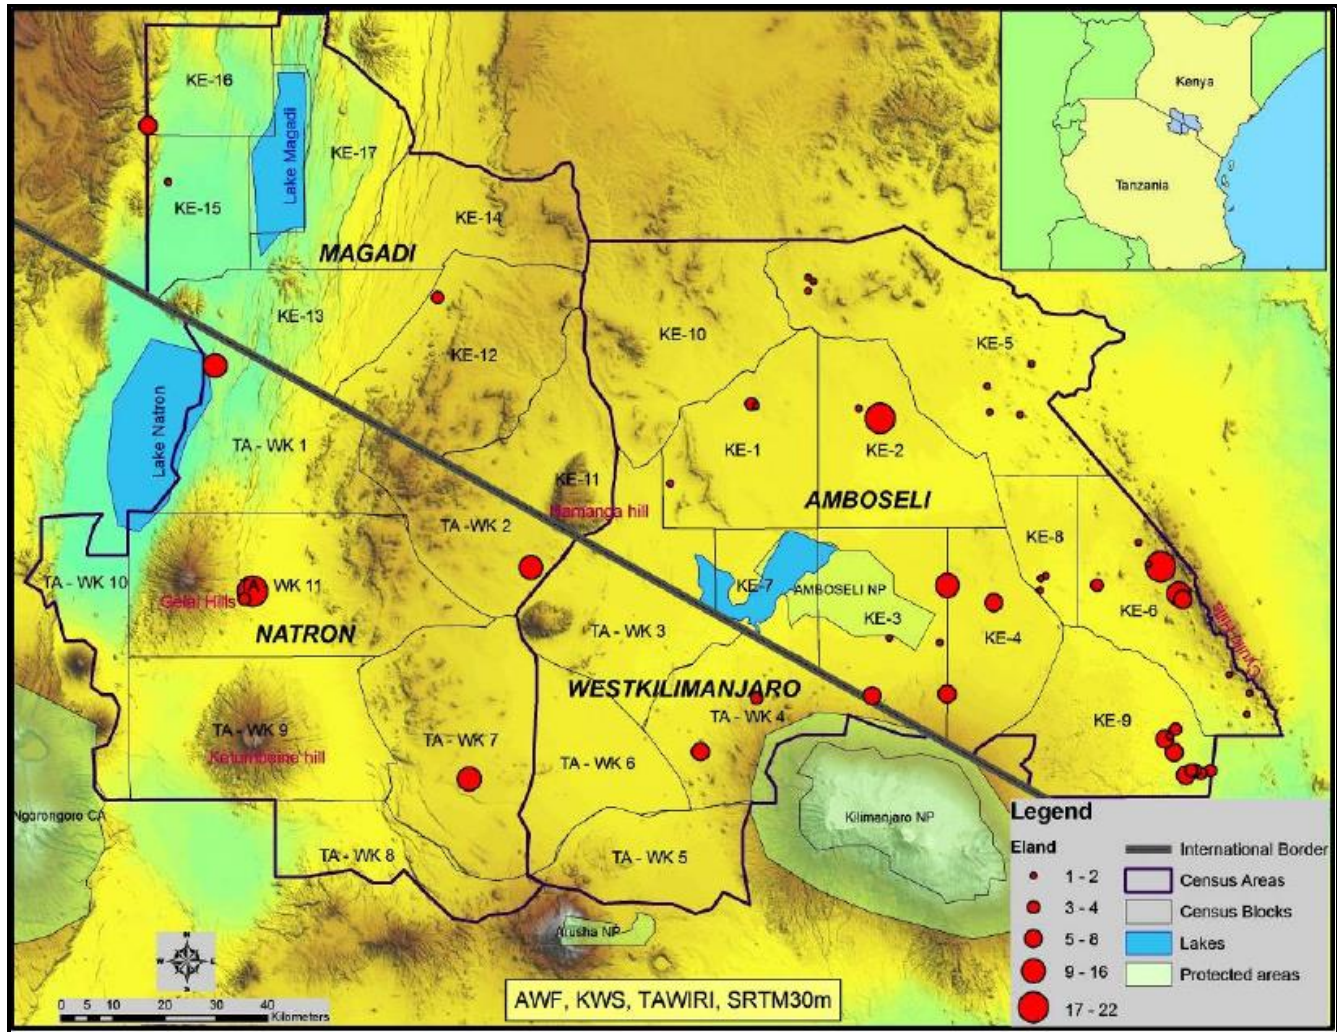 KE-16
Lake Magadi
KE-17
KE-15
KE-14
MAGADI
KE-13
KE-12
Lake Natron
TA - WK 1
KE-11
Namanga hill
TA - WK 2
TA - WK 10
TA - WK 11
Gelai Hills
NATRON
TA - WK 9
Ketumbeine hill
TA - WK 7
TA - WK 8
Ngorongoro CA
Kenya
Tanzania
KE-10
KE-5
KE-1
KE-2
AMBOSELI
KE-8
KE-7
AMBOSELI NP
KE-3
KE-4
KE-6
KE-9
TA - WK 3
WESTKILIMANJARO
TA - WK 4
TA - WK 6
TA - WK 5
Kilimanjaro NP
Arusha NP
N
W
E
S
0 5 10 20 30 40
Kilometers
AWF, KWS, TAWIRI, SRTM30m
Legend
Eland
1 - 2
3 - 4
5 - 8
9 - 16
17 - 22
International Border
Census Areas
Census Blocks
Lakes
Protected areas